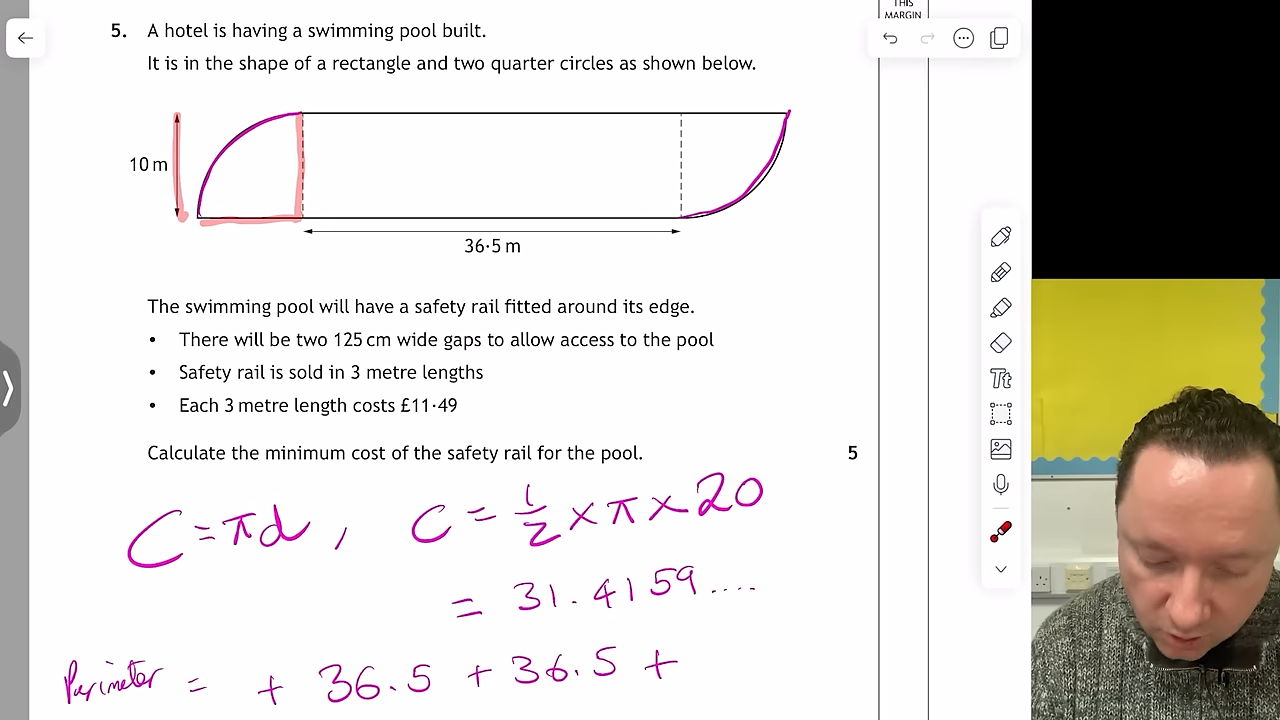 THIS
MARGIN
5. A hotel is having a swimming pool built.
It is in the shape of a rectangle and two quarter circles as shown below.
10 m
36·5 m
The swimming pool will have a safety rail fitted around its edge.
• There will be two 125 cm wide gaps to allow access to the pool
• Safety rail is sold in 3 metre lengths
• Each 3 metre length costs £11·49
Calculate the minimum cost of the safety rail for the pool. 5
C = πd , C = 1/2 × π × 20
= 31.4159....
Perimeter = + 36.5 + 36.5 +
Tt